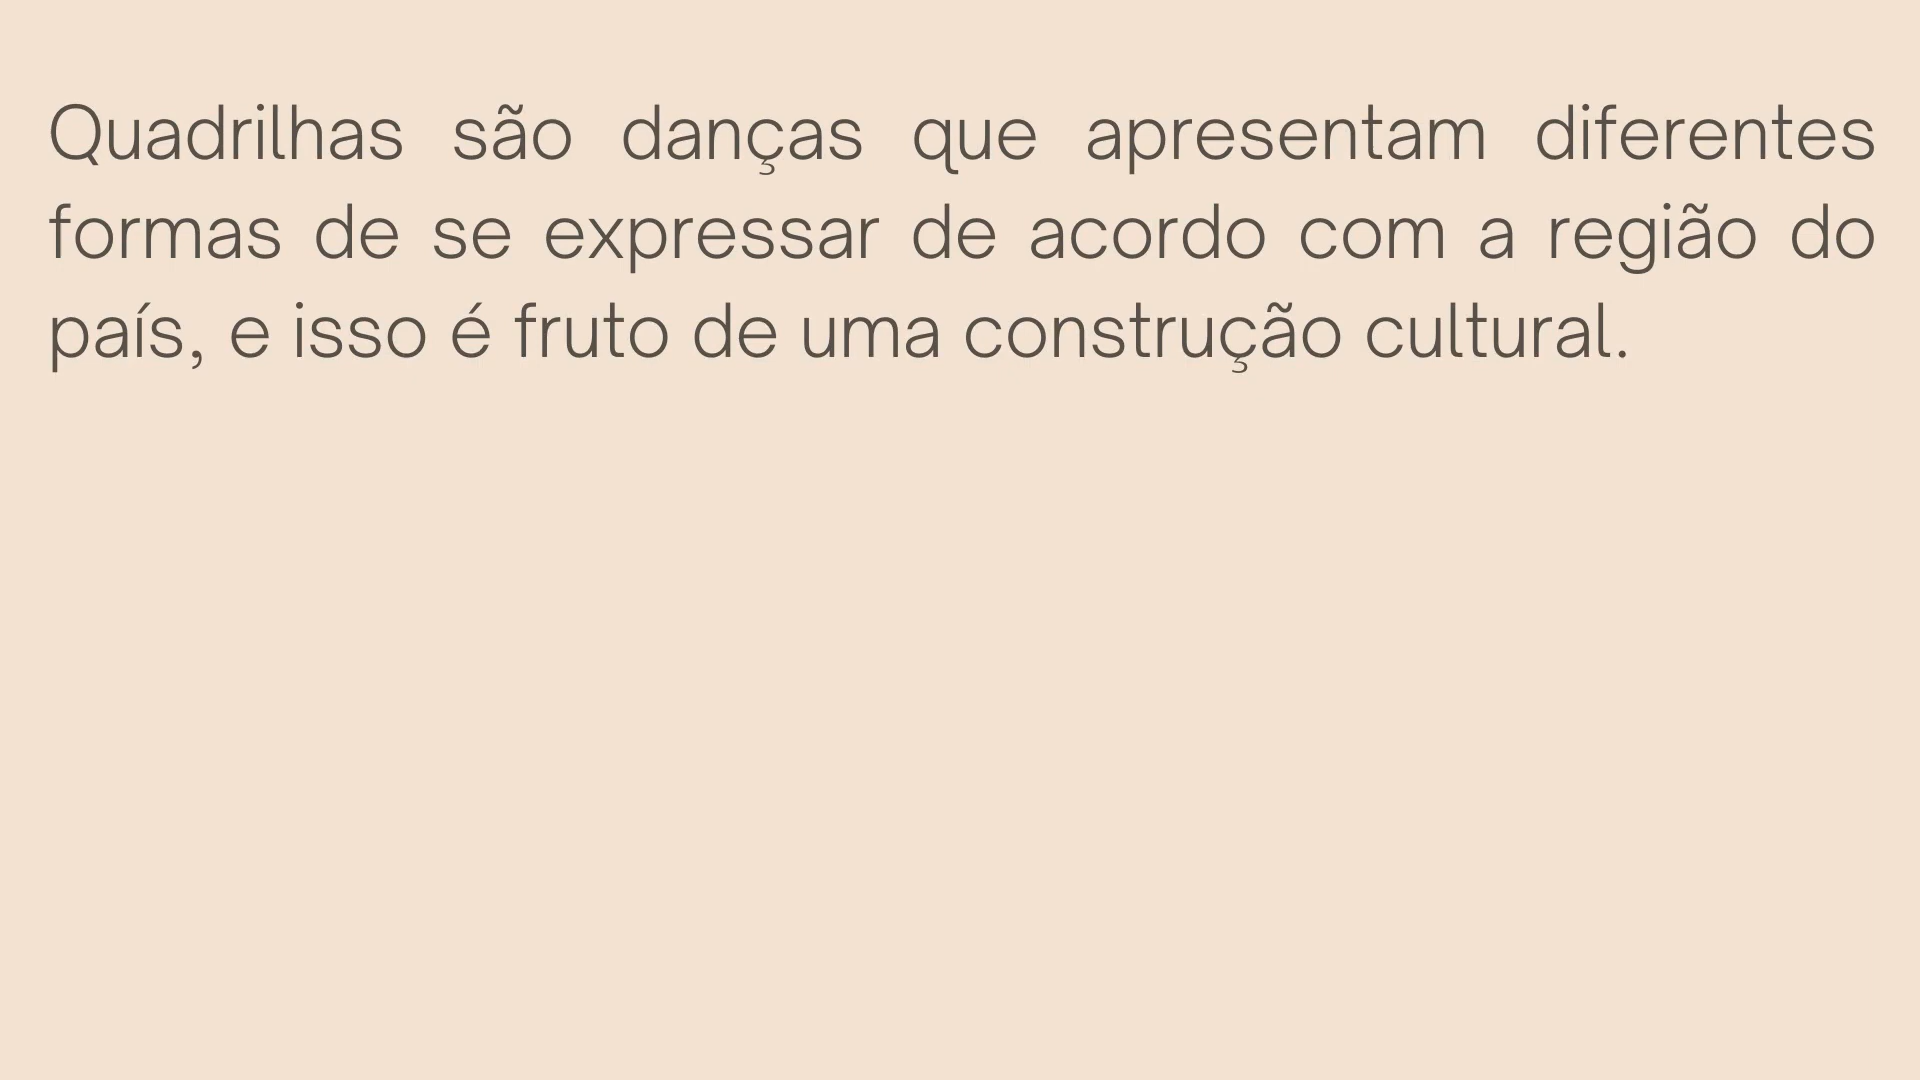 Quadrilhas são danças que apresentam diferentes
formas de se expressar de acordo com a região do
país, e isso é fruto de uma construção cultural.